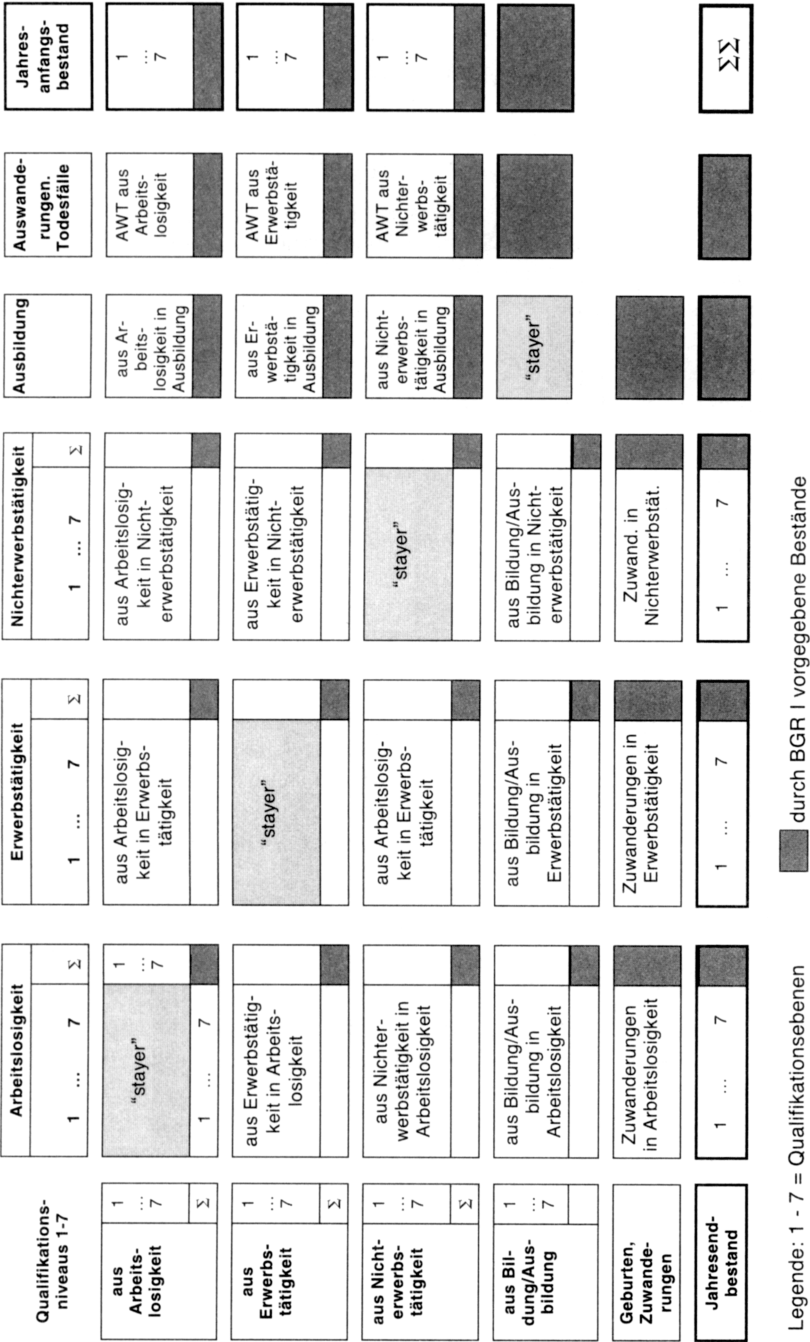 Qualifikations-
niveaus 1-7
Arbeitslosigkeit
1 ... 7 Σ
Erwerbstätigkeit
1 ... 7 Σ
Nichterwerbstätigkeit
1 ... 7 Σ
Ausbildung
Auswande-
rungen.
Todesfälle
Jahres-
anfangs-
bestand
aus
Arbeits-
losigkeit
1
...
7
Σ
"stayer"
1
...
7
1 ... 7
aus Arbeitslosig-
keit in Erwerbs-
tätigkeit
aus Arbeitslosig-
keit in Nicht-
erwerbstätigkeit
aus Ar-
beits-
losigkeit in
Ausbildung
AWT aus
Arbeits-
losigkeit
1
...
7
aus
Erwerbs-
tätigkeit
1
...
7
Σ
aus Erwerbstätig-
keit in Arbeits-
losigkeit
"stayer"
aus Erwerbstätig-
keit in Nicht-
erwerbstätigkeit
aus Er-
werbstä-
tigkeit in
Ausbildung
AWT aus
Erwerbstä-
tigkeit
1
...
7
aus Nicht-
erwerbs-
tätigkeit
1
...
7
Σ
aus Nichter-
werbstätigkeit in
Arbeitslosigkeit
aus Arbeitslosig-
keit in Erwerbs-
tätigkeit
"stayer"
aus Nicht-
erwerbs-
tätigkeit in
Ausbildung
AWT aus
Nichter-
werbs-
tätigkeit
1
...
7
aus Bil-
dung/Aus-
bildung
1
...
7
aus Bildung/Aus-
bildung in
Arbeitslosigkeit
aus Bildung/Aus-
bildung in
Erwerbstätigkeit
aus Bildung/Aus-
bildung in Nicht-
erwerbstätigkeit
"stayer"
Geburten,
Zuwande-
rungen
Zuwanderungen
in Arbeitslosigkeit
Zuwanderungen in
Erwerbstätigkeit
Zuwand. in
Nichterwerbstät.
Jahresend-
bestand
1 ... 7
1 ... 7
1 ... 7
ΣΣ
Legende: 1 - 7 = Qualifikationsebenen
durch BGR I vorgegebene Bestände